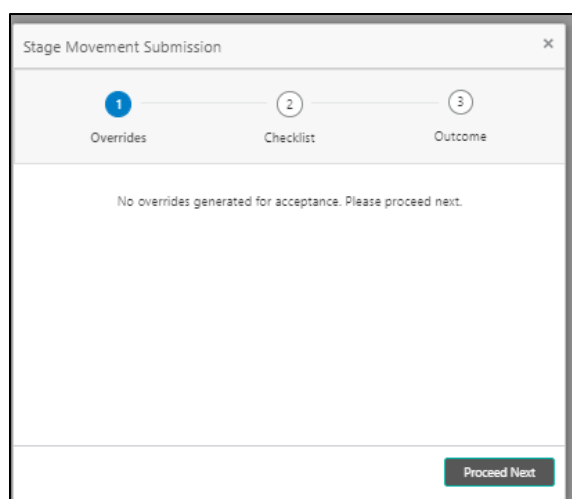 Stage Movement Submission ×
1 2 3
Overrides Checklist Outcome
No overrides generated for acceptance. Please proceed next.
Proceed Next